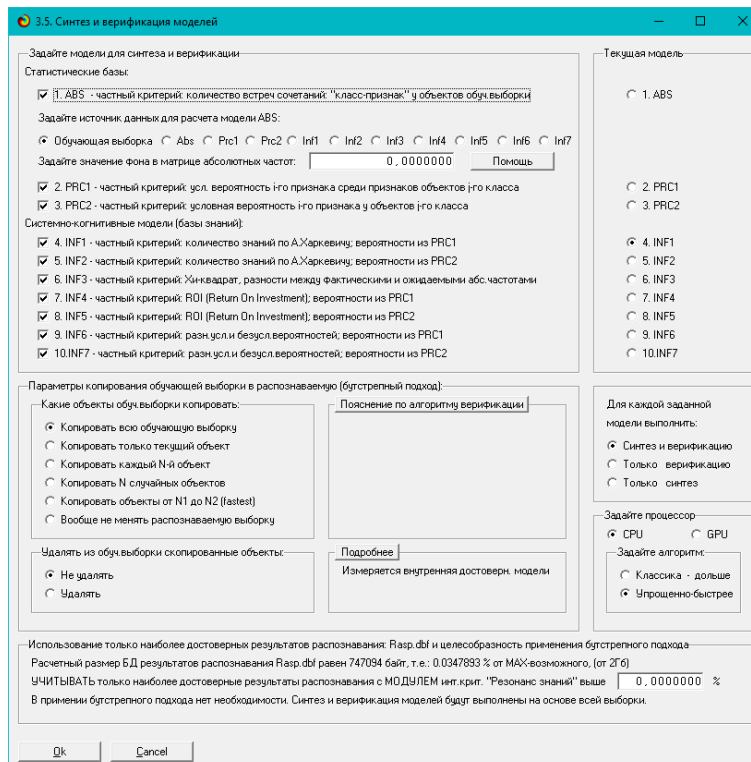 3.5. Синтез и верификация моделей
Задайте модели для синтеза и верификации
Статистические базы:
1. ABS - частный критерий: количество встреч сочетаний: "класс-признак" у объектов обуч.выборки
Задайте источник данных для расчета модели ABS:
Обучающая выборка Abs Prc1 Prc2 Inf1 Inf2 Inf3 Inf4 Inf5 Inf6 Inf7
Задайте значение фона в матрице абсолютных частот: 0,0000000 Помощь
2. PRC1 - частный критерий: усл. вероятность i-го признака среди признаков объектов j-го класса
3. PRC2 - частный критерий: условная вероятность i-го признака у объектов j-го класса
Системно-когнитивные модели (базы знаний):
4. INF1 - частный критерий: количество знаний по А.Харкевичу; вероятности из PRC1
5. INF2 - частный критерий: количество знаний по А.Харкевичу; вероятности из PRC2
6. INF3 - частный критерий: Хи-квадрат, разности между фактическими и ожидаемыми абс.частотами
7. INF4 - частный критерий: ROI (Return On Investment); вероятности из PRC1
8. INF5 - частный критерий: ROI (Return On Investment); вероятности из PRC2
9. INF6 - частный критерий: разн.усл.и безусл.вероятностей; вероятности из PRC1
10.INF7 - частный критерий: разн.усл.и безусл.вероятностей; вероятности из PRC2
Текущая модель
1. ABS
2. PRC1
3. PRC2
4. INF1
5. INF2
6. INF3
7. INF4
8. INF5
9. INF6
10.INF7
Параметры копирования обучающей выборки в распознаваемую (бутстрепный подход):
Какие объекты обуч.выборки копировать:
Копировать всю обучающую выборку
Копировать только текущий объект
Копировать каждый N-й объект
Копировать N случайных объектов
Копировать объекты от N1 до N2 (fastest)
Вообще не менять распознаваемую выборку
Пояснение по алгоритму верификации
Удалять из обуч.выборки скопированные объекты:
Не удалять
Удалять
Подробнее
Измеряется внутренняя достоверн. модели
Для каждой заданной
модели выполнить:
Синтез и верификацию
Только верификацию
Только синтез
Задайте процессор
CPU GPU
Задайте алгоритм:
Классика - дольше
Упрощенно-быстрее
Использование только наиболее достоверных результатов распознавания: Rasp.dbf и целесобразность применения бутстрепного подхода
Расчетный размер БД результатов распознавания Rasp.dbf равен 747094 байт, т.е.: 0.0347893 % от MAX-возможного, (от 2Гб)
УЧИТЫВАТЬ только наиболее достоверные результаты распознавания с МОДУЛЕМ инт.крит. "Резонанс знаний" выше 0,0000000 %
В примении бутстрепного подхода нет необходимости. Синтез и верификация моделей будут выполнены на основе всей выборки.
Ok Cancel